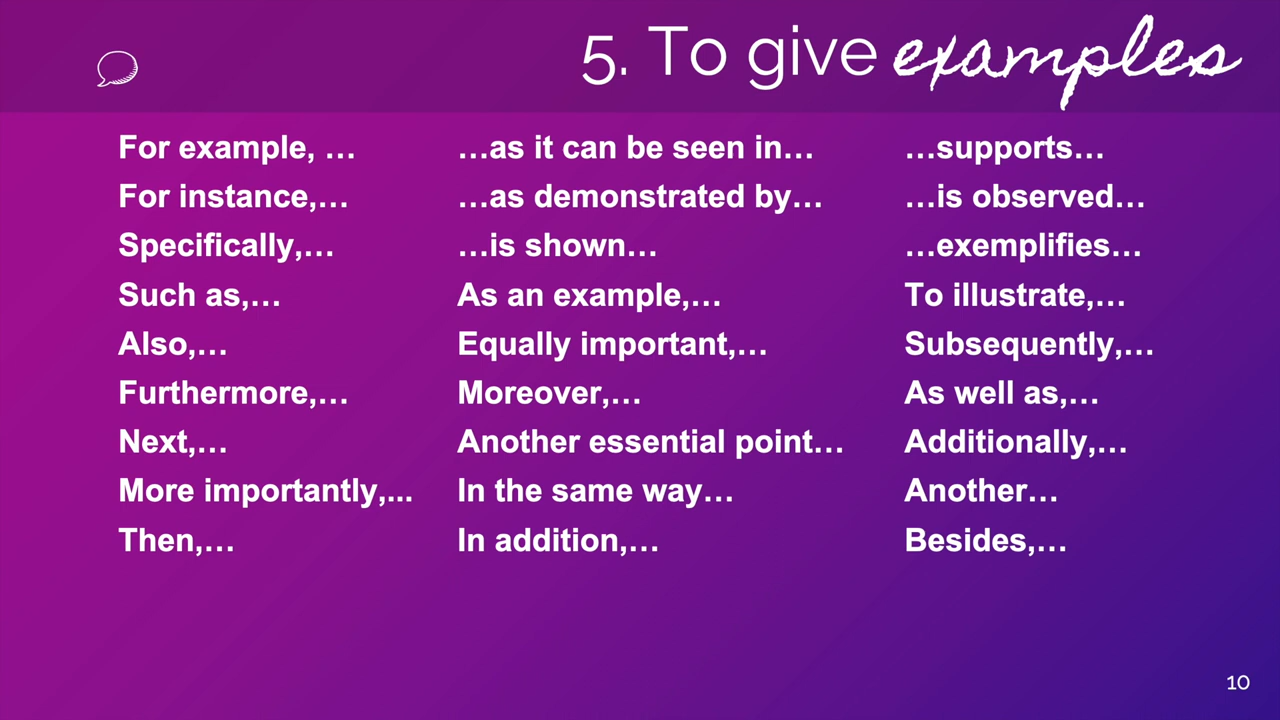 5. To give examples
For example, …
For instance,…
Specifically,…
Such as,…
Also,…
Furthermore,…
Next,…
More importantly,...
Then,…
…as it can be seen in…
…as demonstrated by…
…is shown…
As an example,…
Equally important,…
Moreover,…
Another essential point…
In the same way…
In addition,…
…supports…
…is observed…
…exemplifies…
To illustrate,…
Subsequently,…
As well as,…
Additionally,…
Another…
Besides,…
10